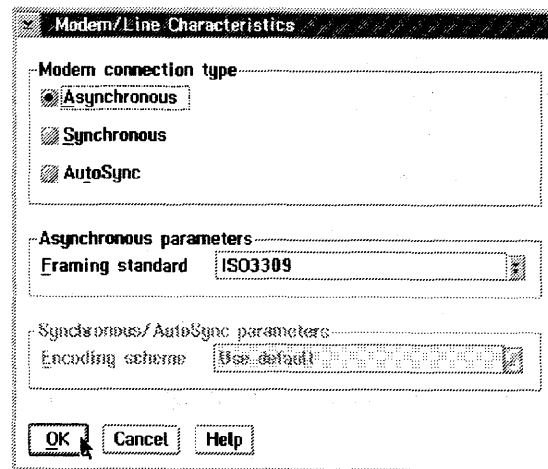 Modem/Line Characteristics
Modem connection type
Asynchronous
Synchronous
AutoSync
Asynchronous parameters
Framing standard ISO3309
Synchronous/AutoSync parameters
Encoding scheme Use default
OK Cancel Help